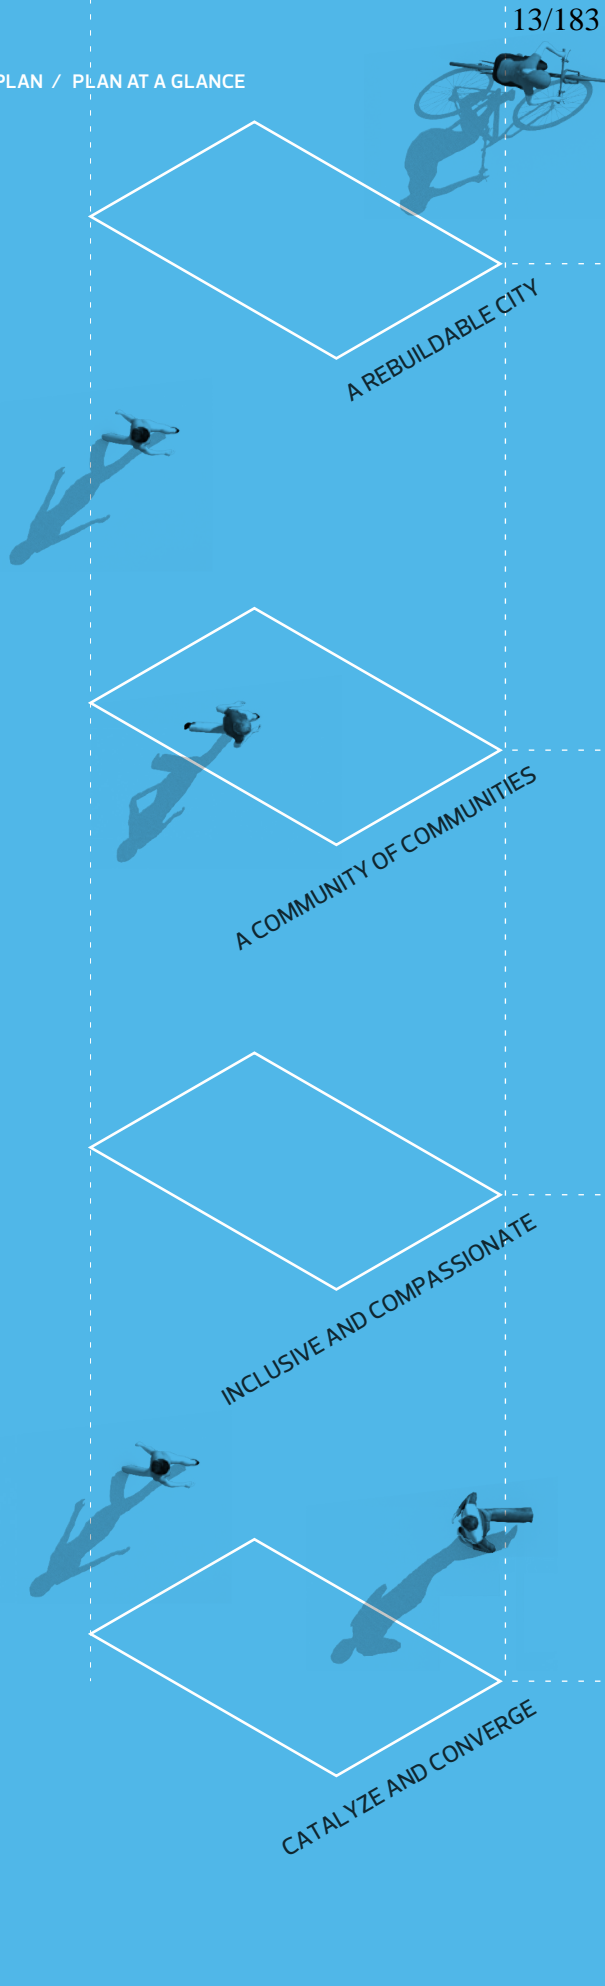 13/183
PLAN / PLAN AT A GLANCE
A REBUILDABLE CITY
A COMMUNITY OF COMMUNITIES
INCLUSIVE AND COMPASSIONATE
CATALYZE AND CONVERGE